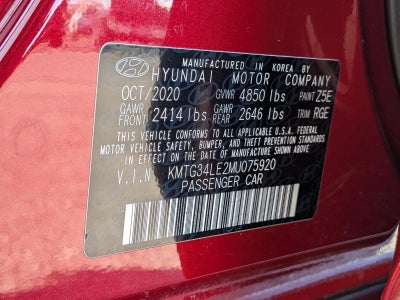 MANUFACTURED IN KOREA BY
HYUNDAI MOTOR COMPANY
OCT/2020 GVWR 4850 lbs PAINT Z5E
GAWR FRONT 2414 lbs GAWR REAR 2646 lbs TRIM RGE
THIS VEHICLE CONFORMS TO ALL APPLICABLE U.S.A. FEDERAL
MOTOR VEHICLE SAFETY, BUMPER, AND THEFT PREVENTION STANDARDS
IN EFFECT ON THE DATE OF MANUFACTURE SHOWN ABOVE.
V.I.N KMTG34LE2MU075920
PASSENGER CAR